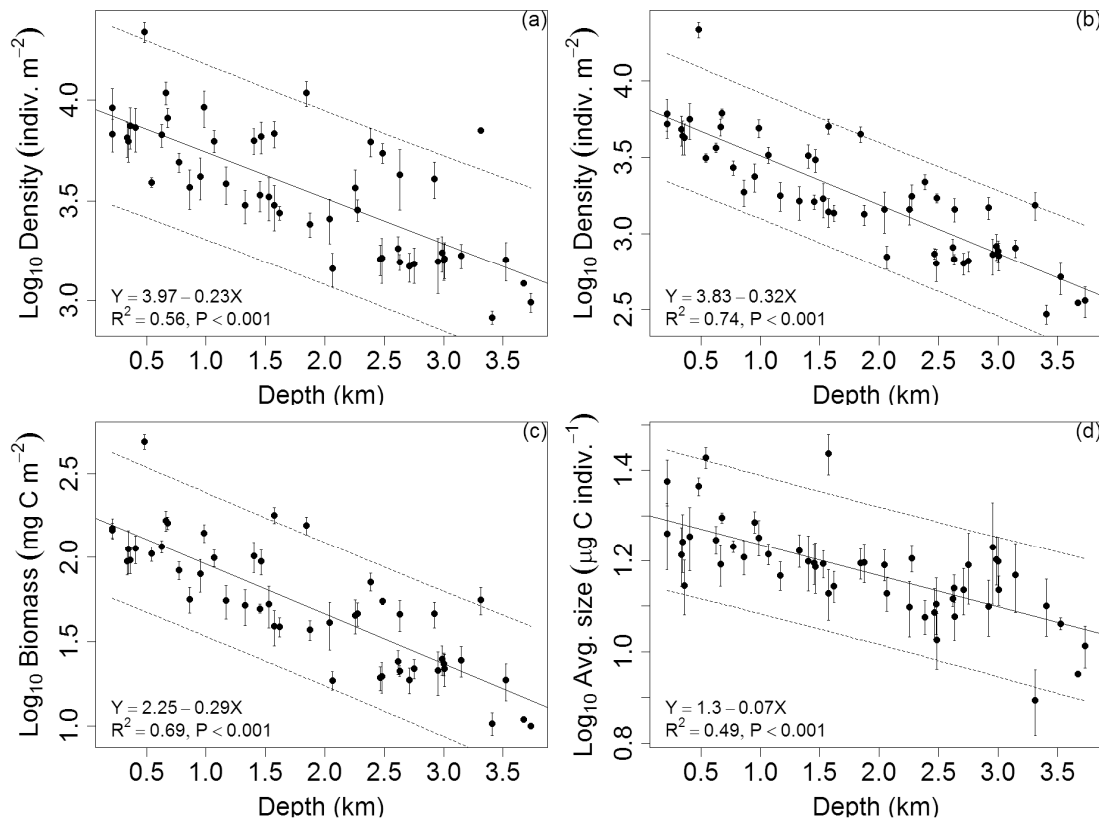 (a)
Log₁₀ Density (indiv. m⁻²)
4.0
3.5
3.0
Y = 3.97 – 0.23X
R² = 0.56, P < 0.001
0.5 1.0 1.5 2.0 2.5 3.0 3.5
Depth (km)
(b)
Log₁₀ Density (indiv. m⁻²)
4.0
3.5
3.0
2.5
Y = 3.83 – 0.32X
R² = 0.74, P < 0.001
0.5 1.0 1.5 2.0 2.5 3.0 3.5
Depth (km)
(c)
Log₁₀ Biomass (mg C m⁻²)
2.5
2.0
1.5
1.0
Y = 2.25 – 0.29X
R² = 0.69, P < 0.001
0.5 1.0 1.5 2.0 2.5 3.0 3.5
Depth (km)
(d)
Log₁₀ Avg. size (μg C indiv.⁻¹)
1.4
1.2
1.0
0.8
Y = 1.3 – 0.07X
R² = 0.49, P < 0.001
0.5 1.0 1.5 2.0 2.5 3.0 3.5
Depth (km)